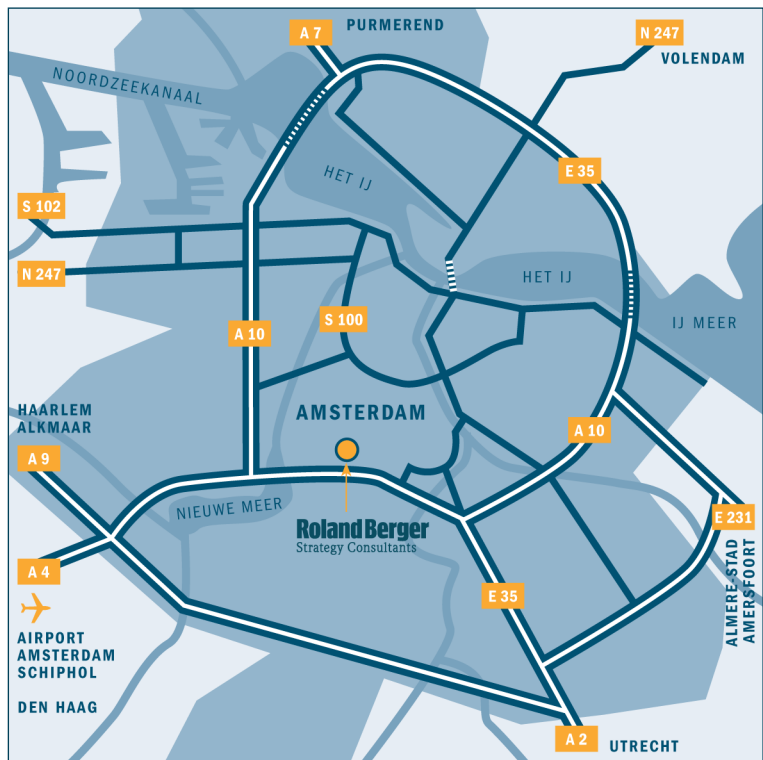 PURMEREND
A 7
N 247
VOLENDAM
NOORDZEEKANAAL
HET IJ
E 35
S 102
N 247
HET IJ
S 100
A 10
IJ MEER
HAARLEM
ALKMAAR
AMSTERDAM
A 10
A 9
NIEUWE MEER
Roland Berger
Strategy Consultants
E 231
A 4
E 35
ALMERE-STAD
AMERSFOORT
AIRPORT
AMSTERDAM
SCHIPHOL
DEN HAAG
A 2
UTRECHT